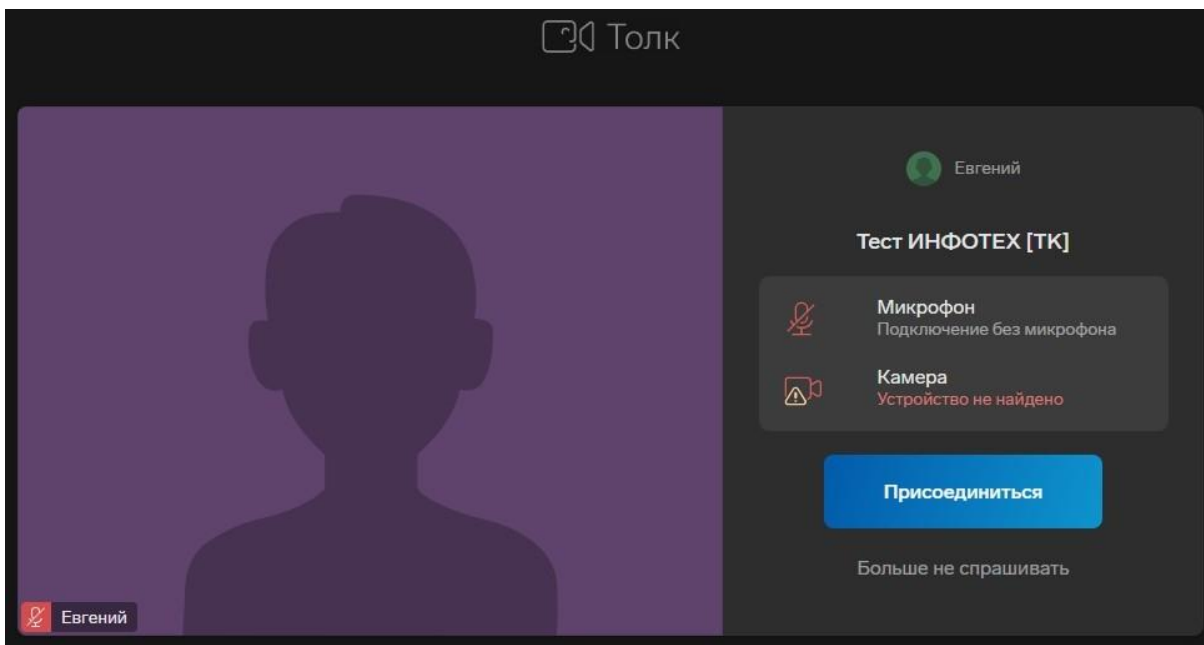 Толк
Евгений
Тест ИНФОТЕХ [ТК]
Микрофон
Подключение без микрофона
Камера
Устройство не найдено
Присоединиться
Больше не спрашивать
Евгений